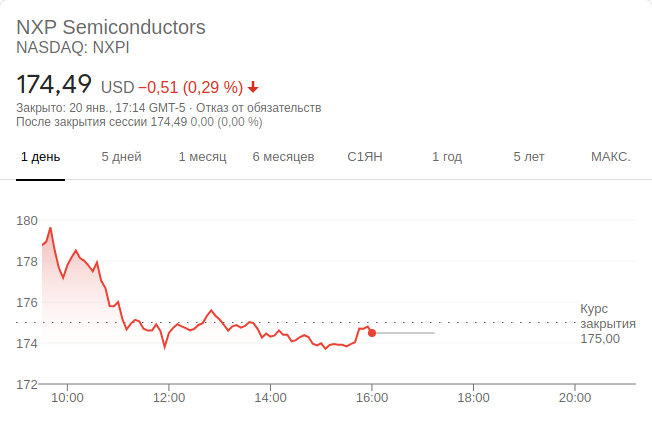 NXP Semiconductors
NASDAQ: NXPI
174,49 USD −0,51 (0,29 %)
Закрыто: 20 янв., 17:14 GMT-5 · Отказ от обязательств
После закрытия сессии 174,49 0,00 (0,00 %)
1 день 5 дней 1 месяц 6 месяцев С1ЯН 1 год 5 лет МАКС.
180
178
176
174
172
Курс
закрытия
175,00
10:00 12:00 14:00 16:00 18:00 20:00